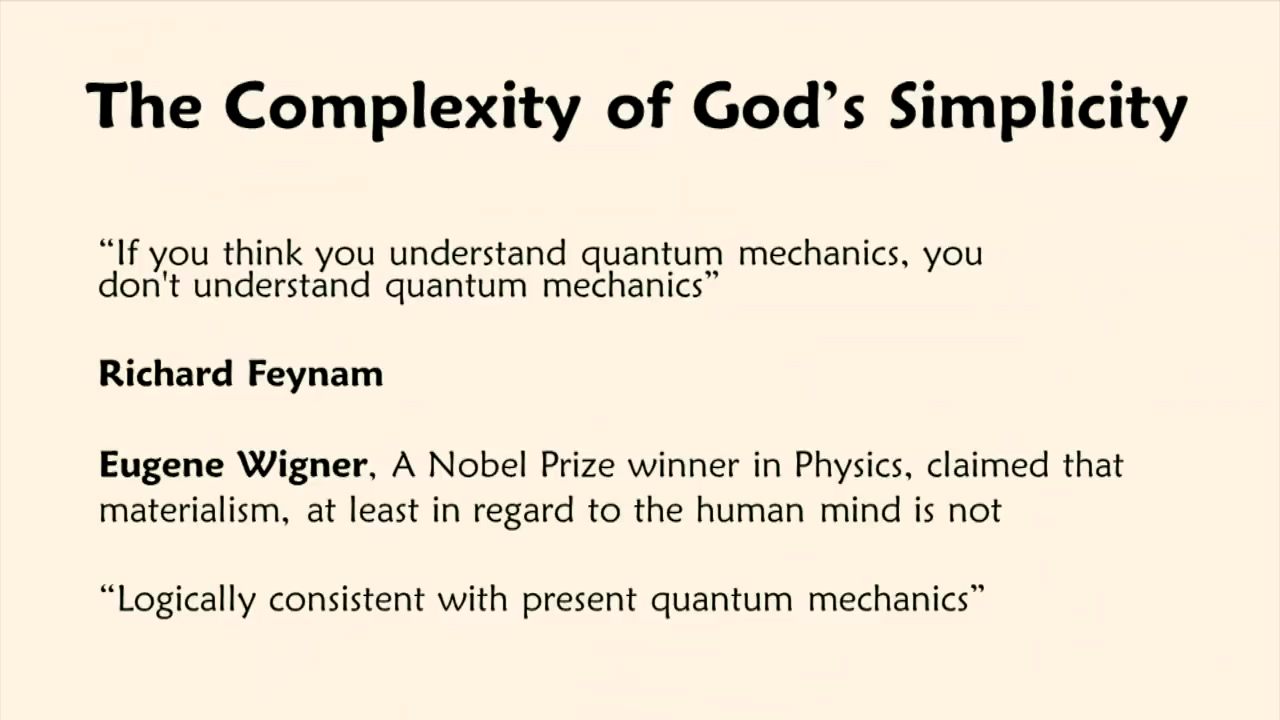 The Complexity of God’s Simplicity
“If you think you understand quantum mechanics, you
don't understand quantum mechanics”
Richard Feynam
Eugene Wigner, A Nobel Prize winner in Physics, claimed that
materialism, at least in regard to the human mind is not
“Logically consistent with present quantum mechanics”